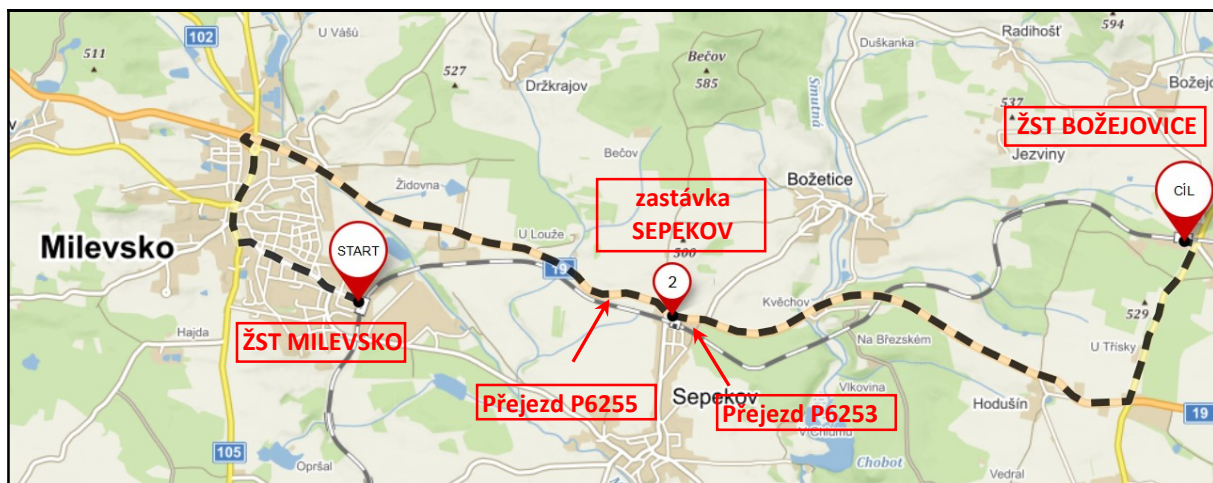 102
U Vášů
511
527
Držkrajov
Bečov
585
Duškanka
594
Radihošť
Smutná
Božejo
ŽST BOŽEJOVICE
537
Jezviny
Bečov
Židovna
zastávka
SEPEKOV
Božetice
CÍL
Milevsko
START
U Louže
19
500
2
Kvěchov
529
Hajda
ŽST MILEVSKO
Na Březském
U Třísky
Přejezd P6255
Sepekov
Přejezd P6253
Vlkovina
Hodušín
19
105
Opršal
V Chlumu
Chobot
Vedral